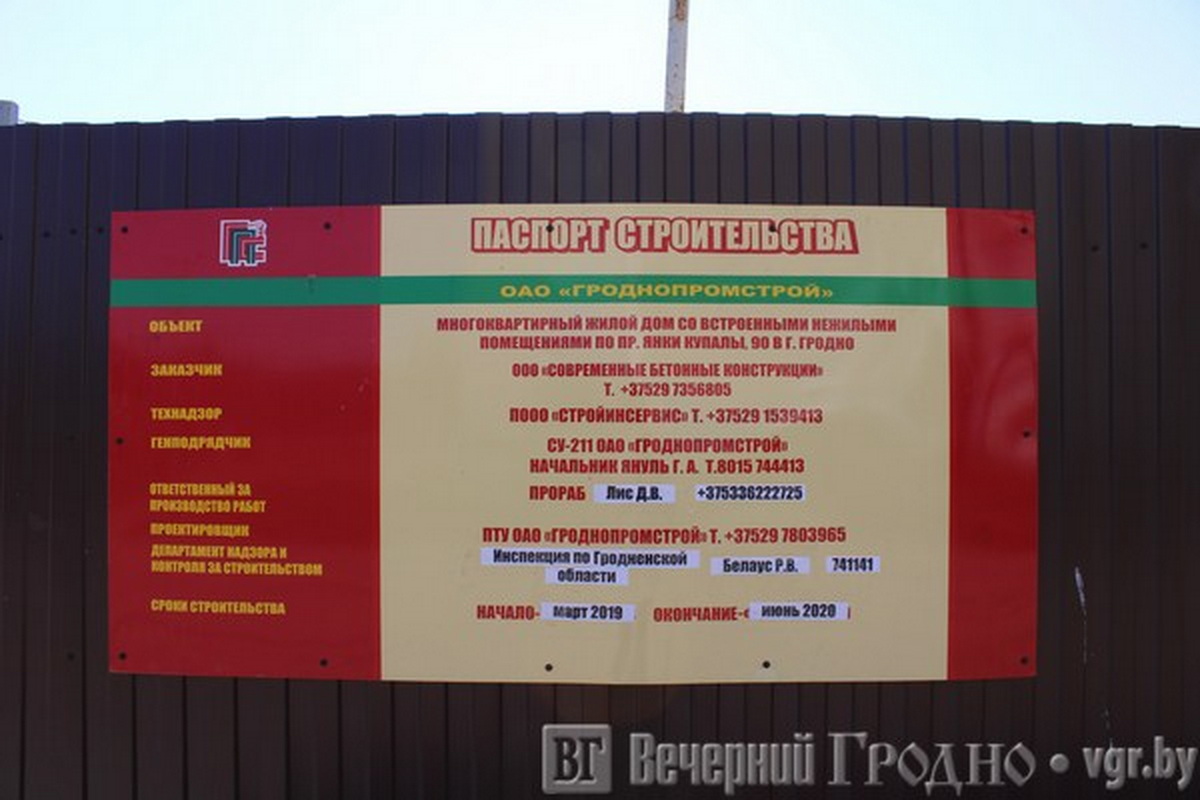 ПАСПОРТ СТРОИТЕЛЬСТВА
ОАО «ГРОДНОПРОМСТРОЙ»
ОБЪЕКТ
МНОГОКВАРТИРНЫЙ ЖИЛОЙ ДОМ СО ВСТРОЕННЫМИ НЕЖИЛЫМИ
ПОМЕЩЕНИЯМИ ПО ПР. ЯНКИ КУПАЛЫ, 90 В Г. ГРОДНО
ЗАКАЗЧИК
ООО «СОВРЕМЕННЫЕ БЕТОННЫЕ КОНСТРУКЦИИ»
Т. +37529 7356805
ТЕХНАДЗОР
ПООО «СТРОЙИНСЕРВИС» Т. +37529 1539413
ГЕНПОДРЯДЧИК
СУ-211 ОАО «ГРОДНОПРОМСТРОЙ»
НАЧАЛЬНИК ЯНУЛЬ Г. А. Т.8015 744413
ОТВЕТСТВЕННЫЙ ЗА
ПРОИЗВОДСТВО РАБОТ
ПРОРАБ Лис Д.В. +375336222725
ПРОЕКТИРОВЩИК
ПТУ ОАО «ГРОДНОПРОМСТРОЙ» Т. +37529 7803965
ДЕПАРТАМЕНТ НАДЗОРА И
КОНТРОЛЯ ЗА СТРОИТЕЛЬСТВОМ
Инспекция по Гродненской
области
Белаус Р.В. 741141
СРОКИ СТРОИТЕЛЬСТВА
НАЧАЛО- март 2019 ОКОНЧАНИЕ-« июнь 2020
ВГ Вечерний Гродно • vgr.by